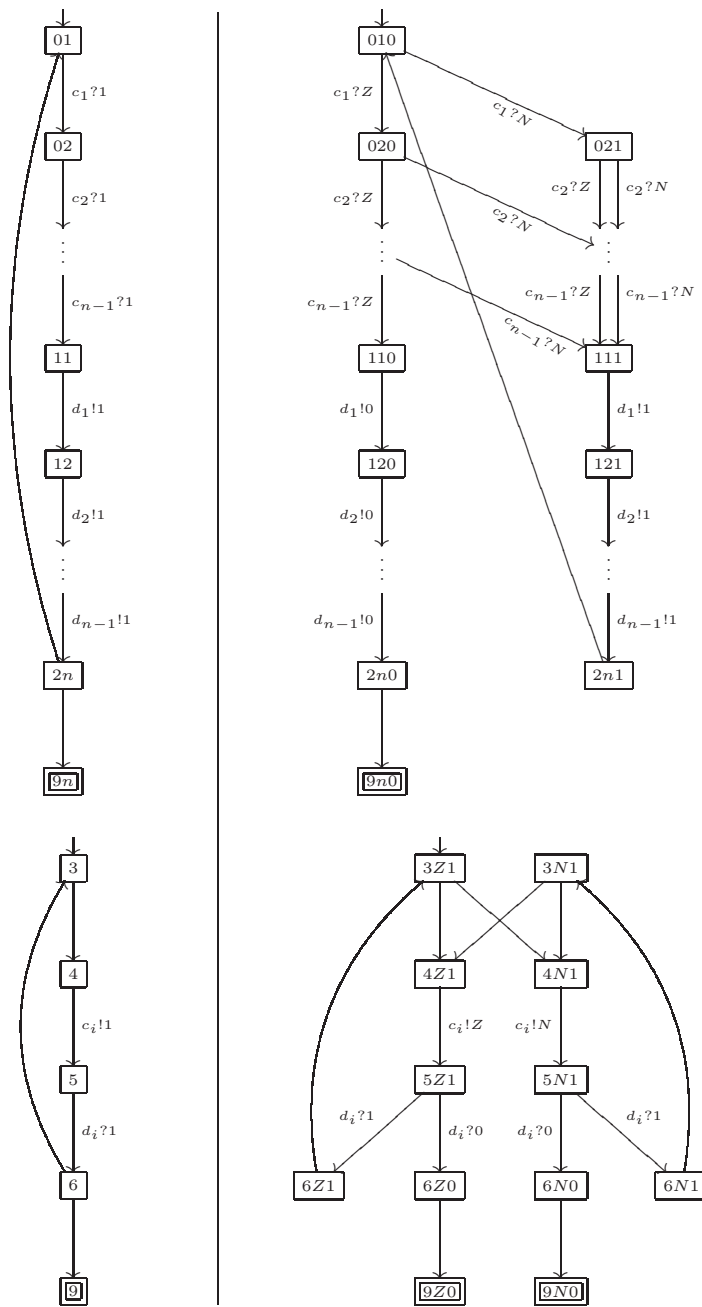 01 010
c1?1 c1?Z c1?N
02 020 021
c2?1 c2?Z c2?N c2?Z c2?N
⋮ ⋮ ⋮
cn−1?1 cn−1?Z cn−1?N cn−1?Z cn−1?N
11 110 111
d1!1 d1!0 d1!1
12 120 121
d2!1 d2!0 d2!1
⋮ ⋮ ⋮
dn−1!1 dn−1!0 dn−1!1
2n 2n0 2n1
9n 9n0
3 3Z1 3N1
4 4Z1 4N1
ci!1 ci!Z ci!N
5 5Z1 5N1
di?1 di?1 di?0 di?0 di?1
6 6Z1 6Z0 6N0 6N1
9 9Z0 9N0